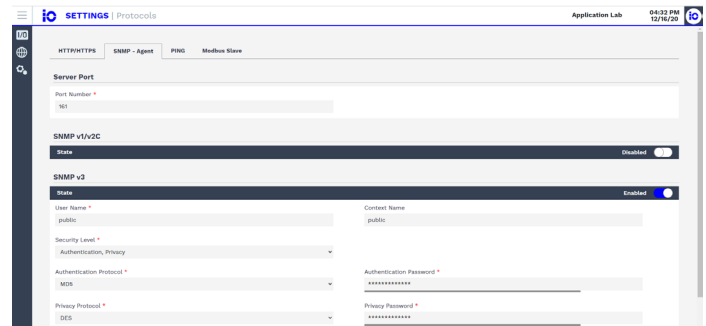 io SETTINGS | Protocols Application Lab 04:32 PM io
12/16/20
I/O
HTTP/HTTPS SNMP - Agent PING Modbus Slave
Server Port
Port Number *
161
SNMP v1/v2C
State Disabled
SNMP v3
State Enabled
User Name * Context Name
public public
Security Level *
Authentication, Privacy
Authentication Protocol * Authentication Password *
MD5 *************
Privacy Protocol * Privacy Password *
DES *************